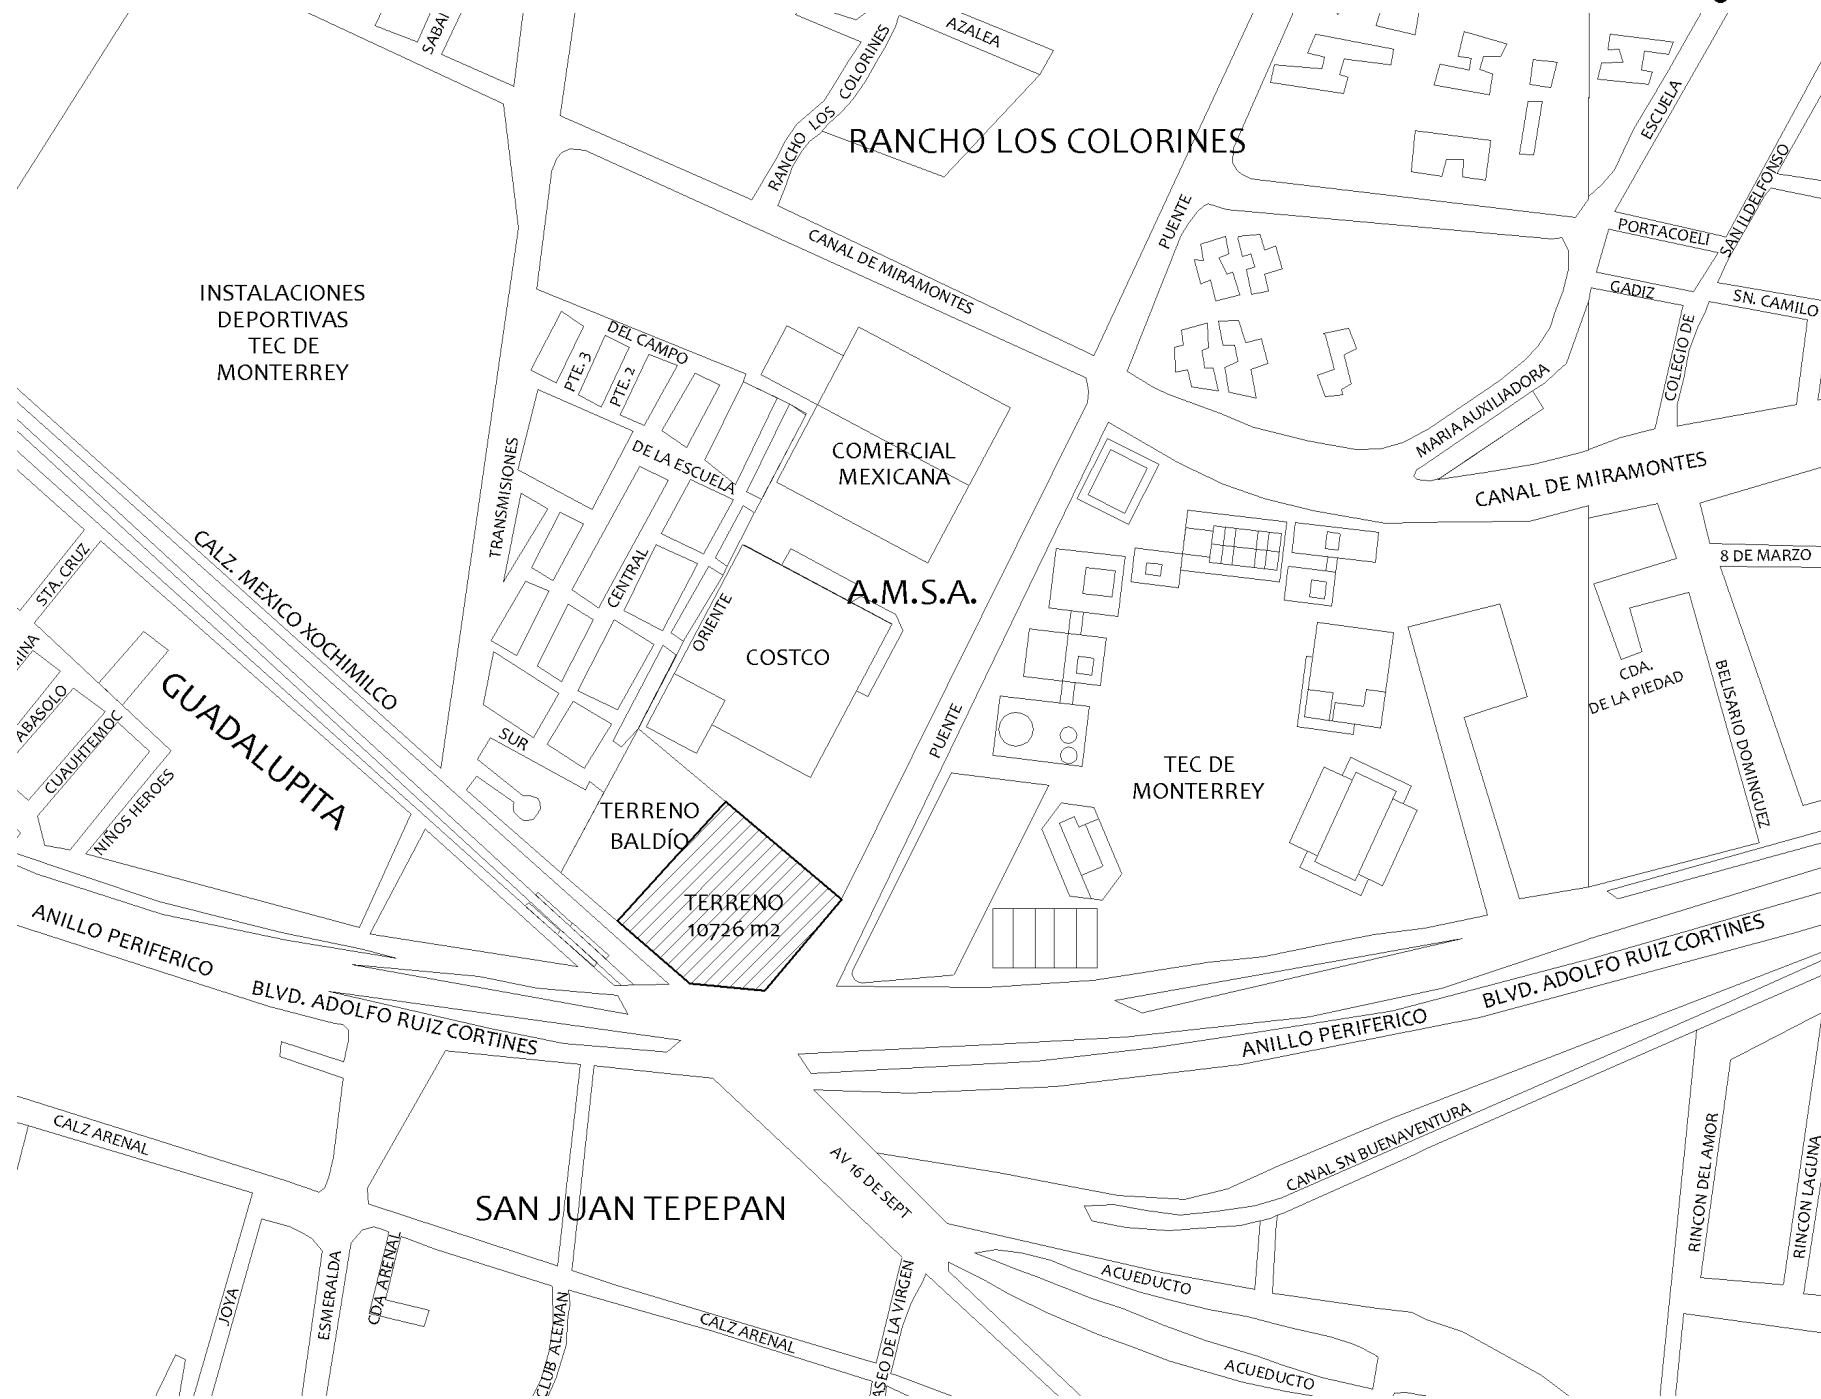 SABAI
AZALEA
RANCHO LOS COLORINES
RANCHO LOS COLORINES
ESCUELA
SAN ILDELFONSO
PORTACOELI
PUENTE
CANAL DE MIRAMONTES
GADIZ
SN. CAMILO
COLEGIO DE
INSTALACIONES
DEPORTIVAS
TEC DE
MONTERREY
DEL CAMPO
PTE. 3
PTE. 2
MARIA AUXILIADORA
COMERCIAL
MEXICANA
DE LA ESCUELA
TRANSMISIONES
CANAL DE MIRAMONTES
8 DE MARZO
CALZ. MEXICO XOCHIMILCO
STA. CRUZ
CENTRAL
ORIENTE
A.M.S.A.
COSTCO
INA
ABASOLO
CUAUHTEMOC
NIÑOS HEROES
GUADALUPITA
SUR
PUENTE
TEC DE
MONTERREY
CDA.
DE LA PIEDAD
BELISARIO DOMINGUEZ
TERRENO
BALDÍO
TERRENO
10726 m2
ANILLO PERIFERICO
BLVD. ADOLFO RUIZ CORTINES
ANILLO PERIFERICO
BLVD. ADOLFO RUIZ CORTINES
CALZ ARENAL
CANAL SN BUENAVENTURA
RINCON DEL AMOR
RINCON LAGUNA
AV 16 DE SEPT
SAN JUAN TEPEPAN
JOYA
ESMERALDA
CDA ARENAL
CLUB ALEMAN
CALZ ARENAL
ASEO DE LA VIRGEN
ACUEDUCTO
ACUEDUCTO